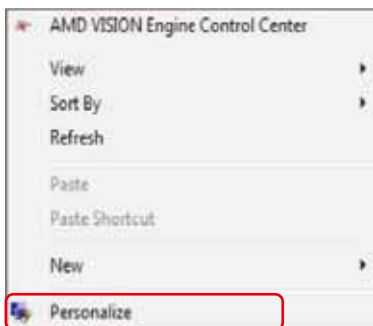 AMD VISION Engine Control Center
View
Sort By
Refresh
Paste
Paste Shortcut
New
Personalize